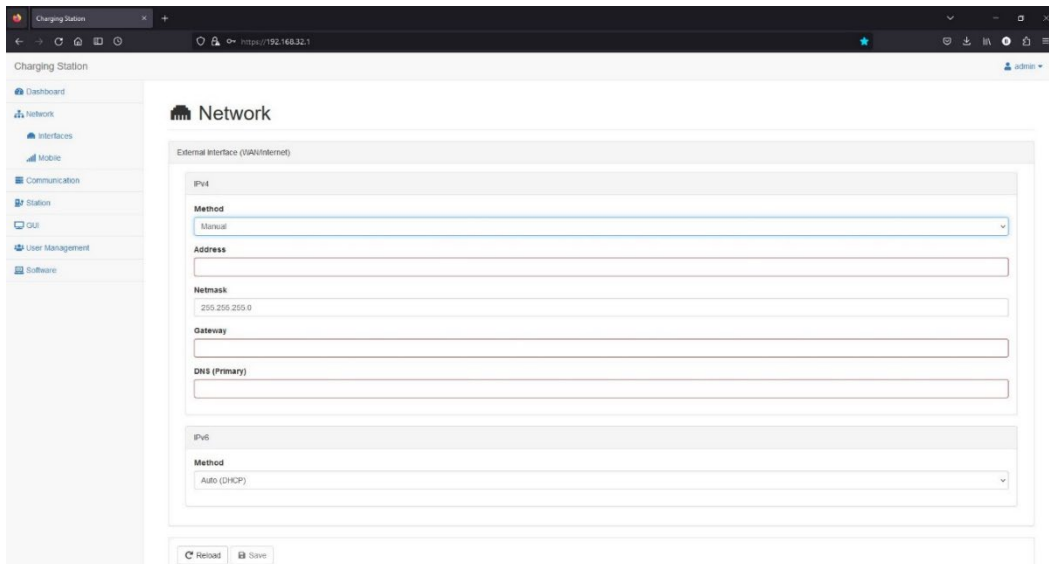 Charging Station
https://192.168.32.1
Charging Station
admin
Dashboard
Network
Interfaces
Mobile
Communication
Station
GUI
User Management
Software
Network
External Interface (WAN/Internet)
IPv4
Method
Manual
Address
Netmask
255.255.255.0
Gateway
DNS (Primary)
IPv6
Method
Auto (DHCP)
Reload
Save